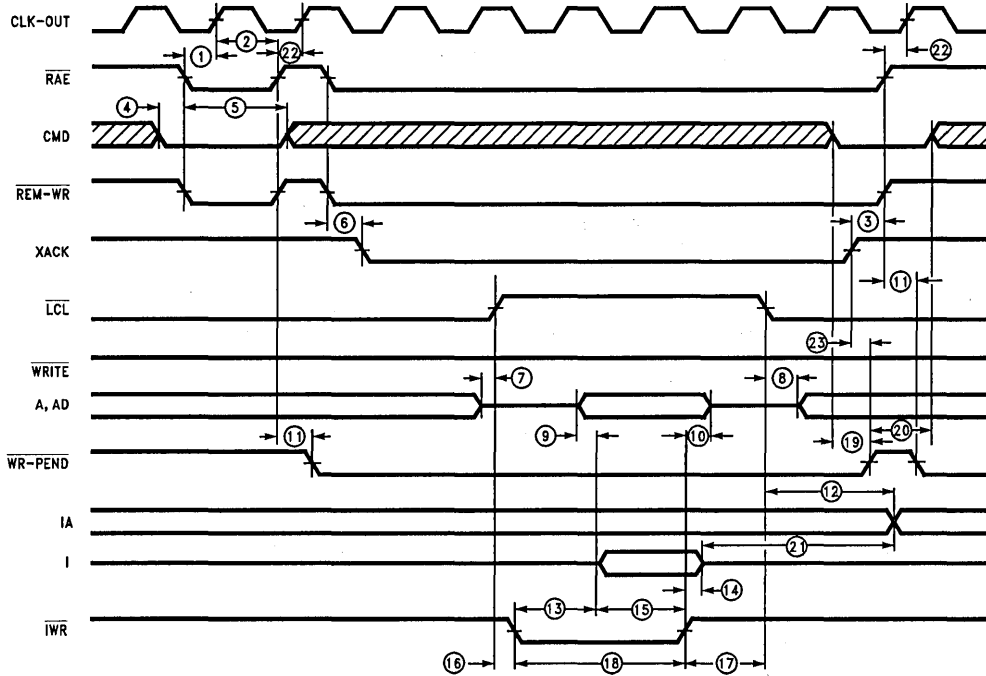 CLK-OUT
① ② ㉒ ㉒
RAE
④ ⑤
CMD
REM-WR
⑥ ③
XACK
⑪
LCL
㉓
WRITE
⑦ ⑧
A, AD
⑨ ⑩
⑪ ⑲ ⑳
WR-PEND
⑫
IA
㉑
I
⑭
⑬ ⑮
IWR
⑯ ⑱ ⑰